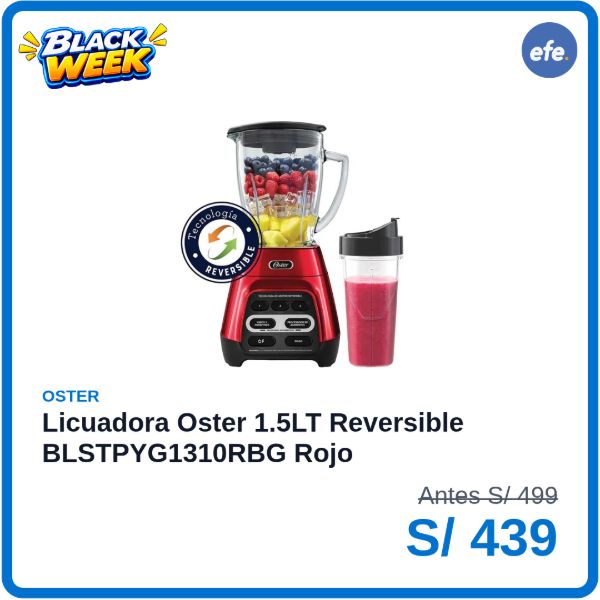 BLACK
WEEK
efe.
Tecnología
REVERSIBLE
Oster
OSTER
Licuadora Oster 1.5LT Reversible
BLSTPYG1310RBG Rojo
Antes S/ 499
S/ 439